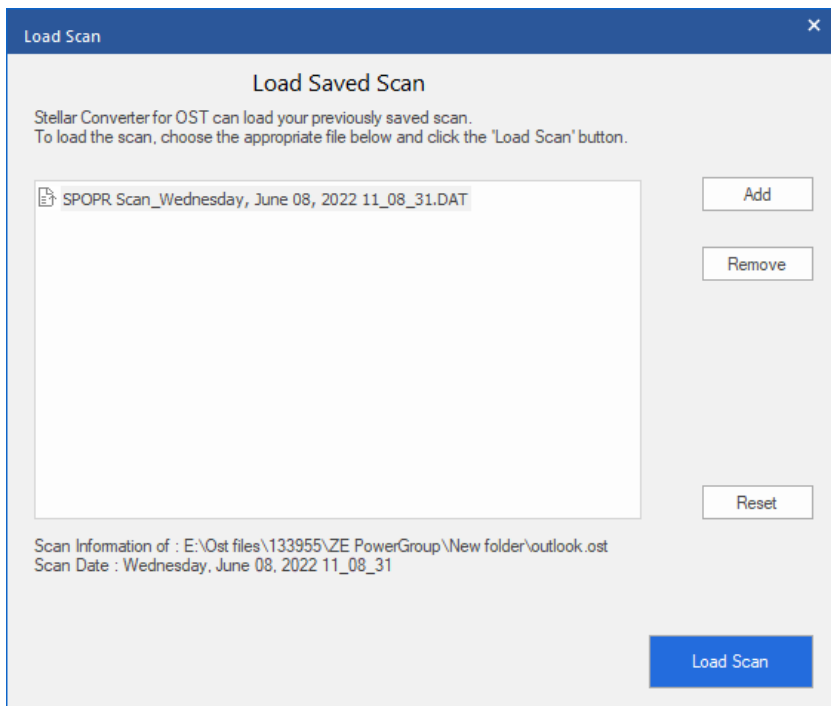 Load Scan
Load Saved Scan
Stellar Converter for OST can load your previously saved scan.
To load the scan, choose the appropriate file below and click the 'Load Scan' button.
SPOPR Scan_Wednesday, June 08, 2022 11_08_31.DAT
Add
Remove
Reset
Scan Information of : E:\Ost files\133955\ZE PowerGroup\New folder\outlook.ost
Scan Date : Wednesday, June 08, 2022 11_08_31
Load Scan